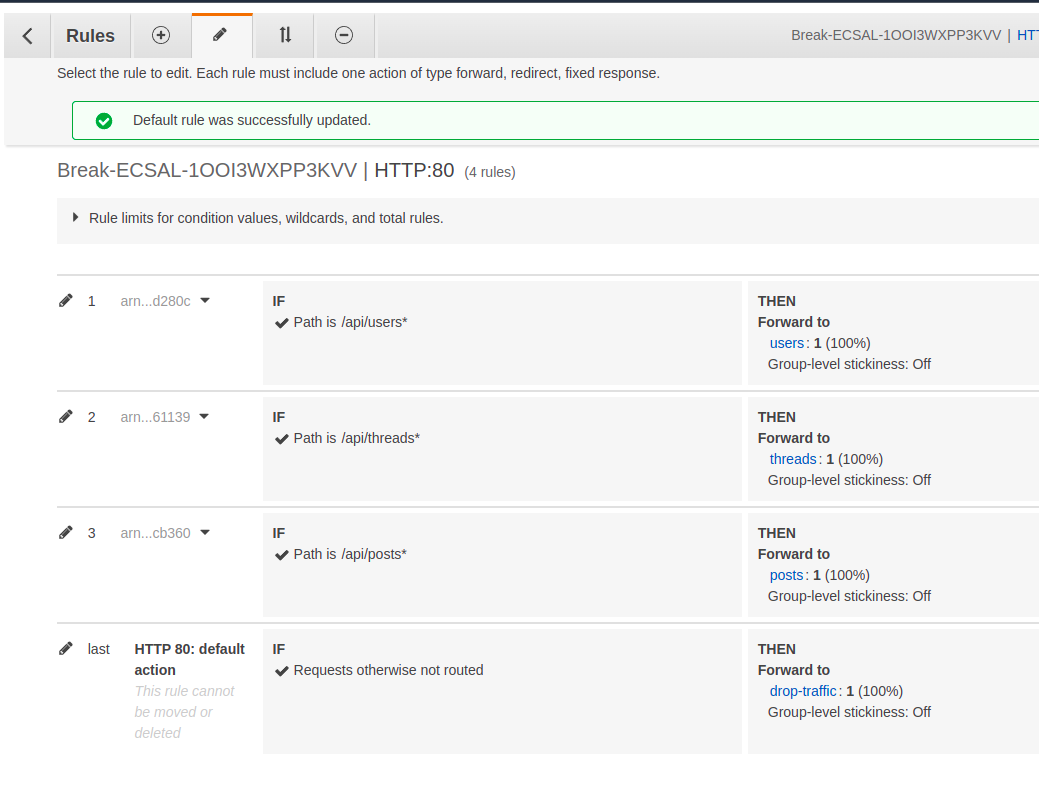 Rules
Break-ECSAL-1OOI3WXPP3KVV | HTT
Select the rule to edit. Each rule must include one action of type forward, redirect, fixed response.
Default rule was successfully updated.
Break-ECSAL-1OOI3WXPP3KVV | HTTP:80 (4 rules)
Rule limits for condition values, wildcards, and total rules.
1 arn...d280c
IF
Path is /api/users*
THEN
Forward to
users: 1 (100%)
Group-level stickiness: Off
2 arn...61139
IF
Path is /api/threads*
THEN
Forward to
threads: 1 (100%)
Group-level stickiness: Off
3 arn...cb360
IF
Path is /api/posts*
THEN
Forward to
posts: 1 (100%)
Group-level stickiness: Off
last
HTTP 80: default
action
This rule cannot
be moved or
deleted
IF
Requests otherwise not routed
THEN
Forward to
drop-traffic: 1 (100%)
Group-level stickiness: Off